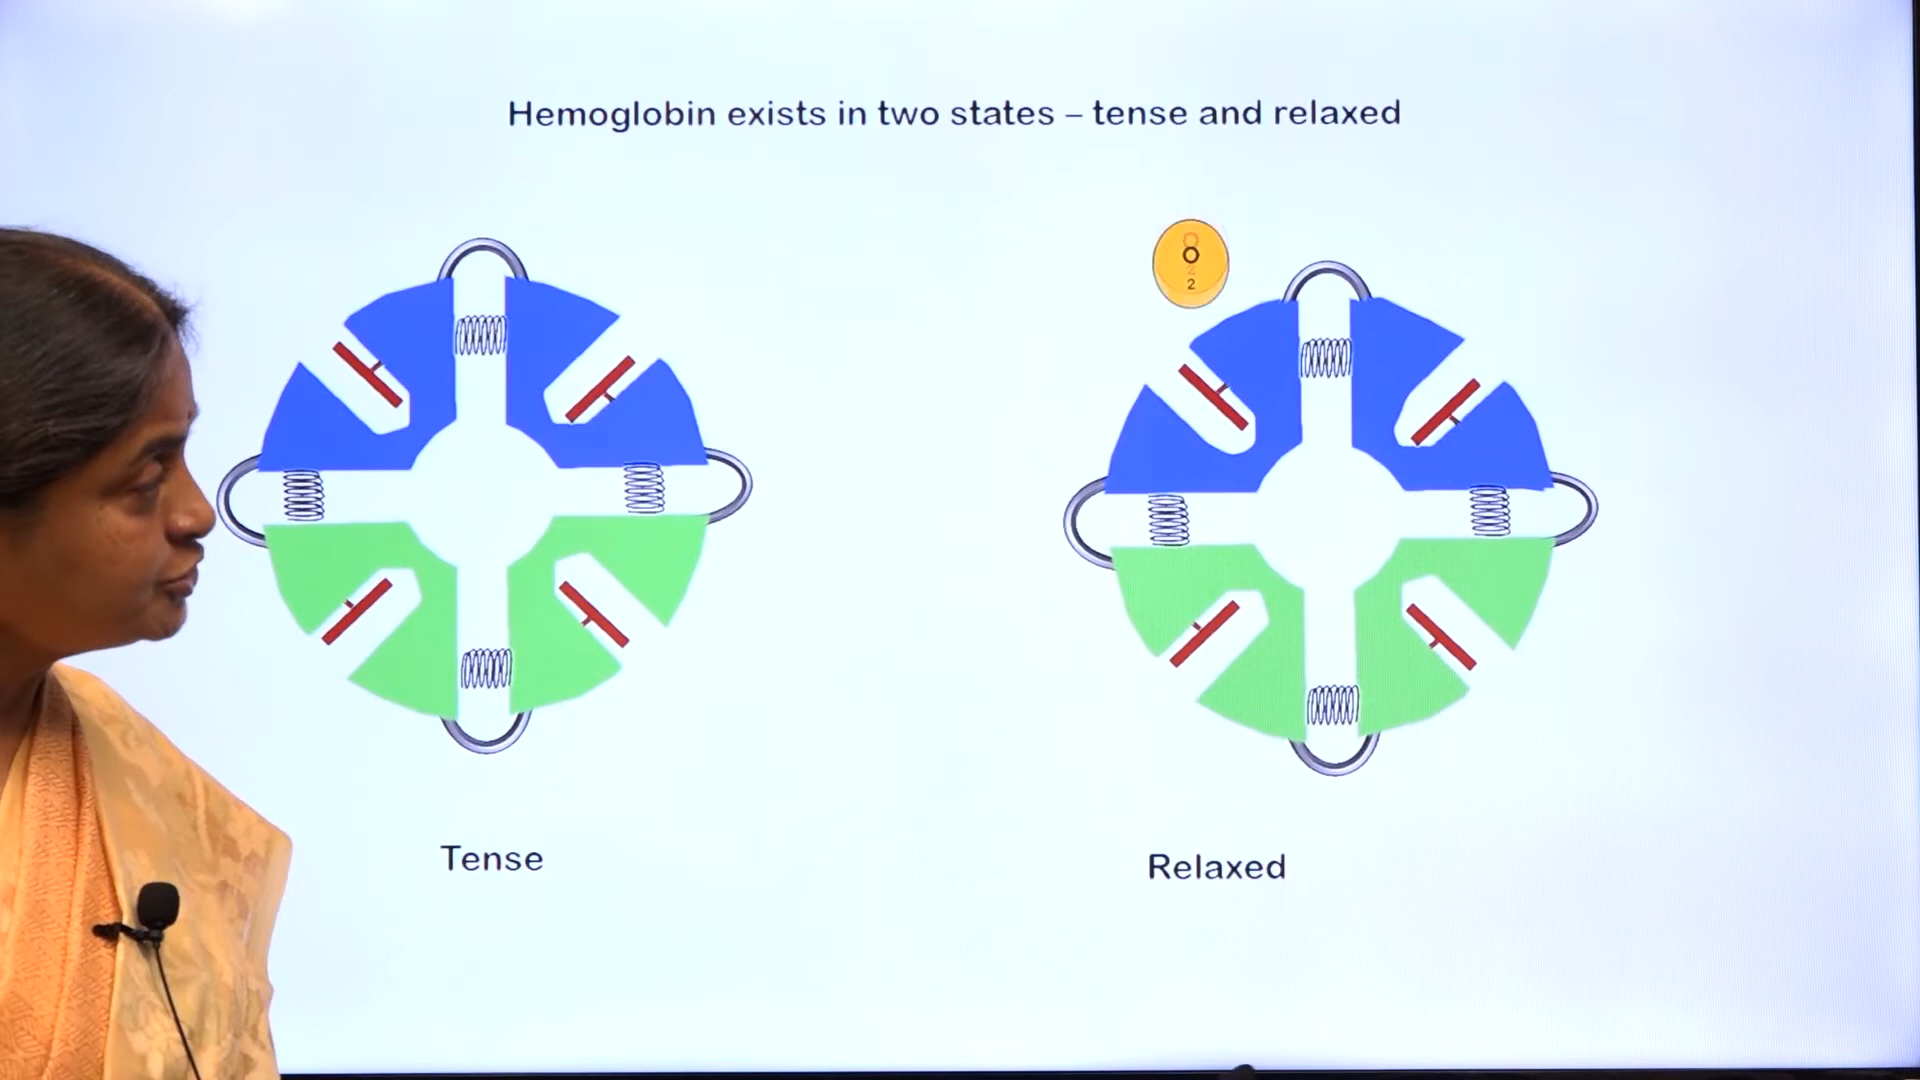 Hemoglobin exists in two states – tense and relaxed
O
2
Tense
Relaxed